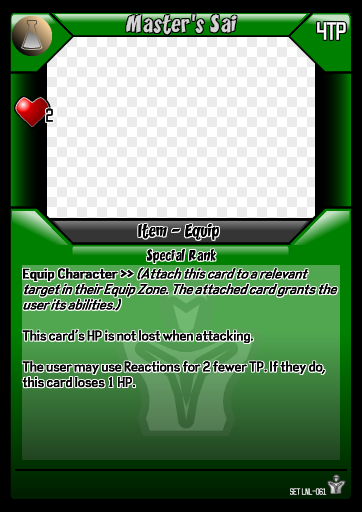 Master's Sai
4TP
2
Item - Equip
Special Rank
Equip Character >> (Attach this card to a relevant
target in their Equip Zone. The attached card grants the
user its abilities.)
This card's HP is not lost when attacking.
The user may use Reactions for 2 fewer TP. If they do,
this card loses 1 HP.
SET LNL-061